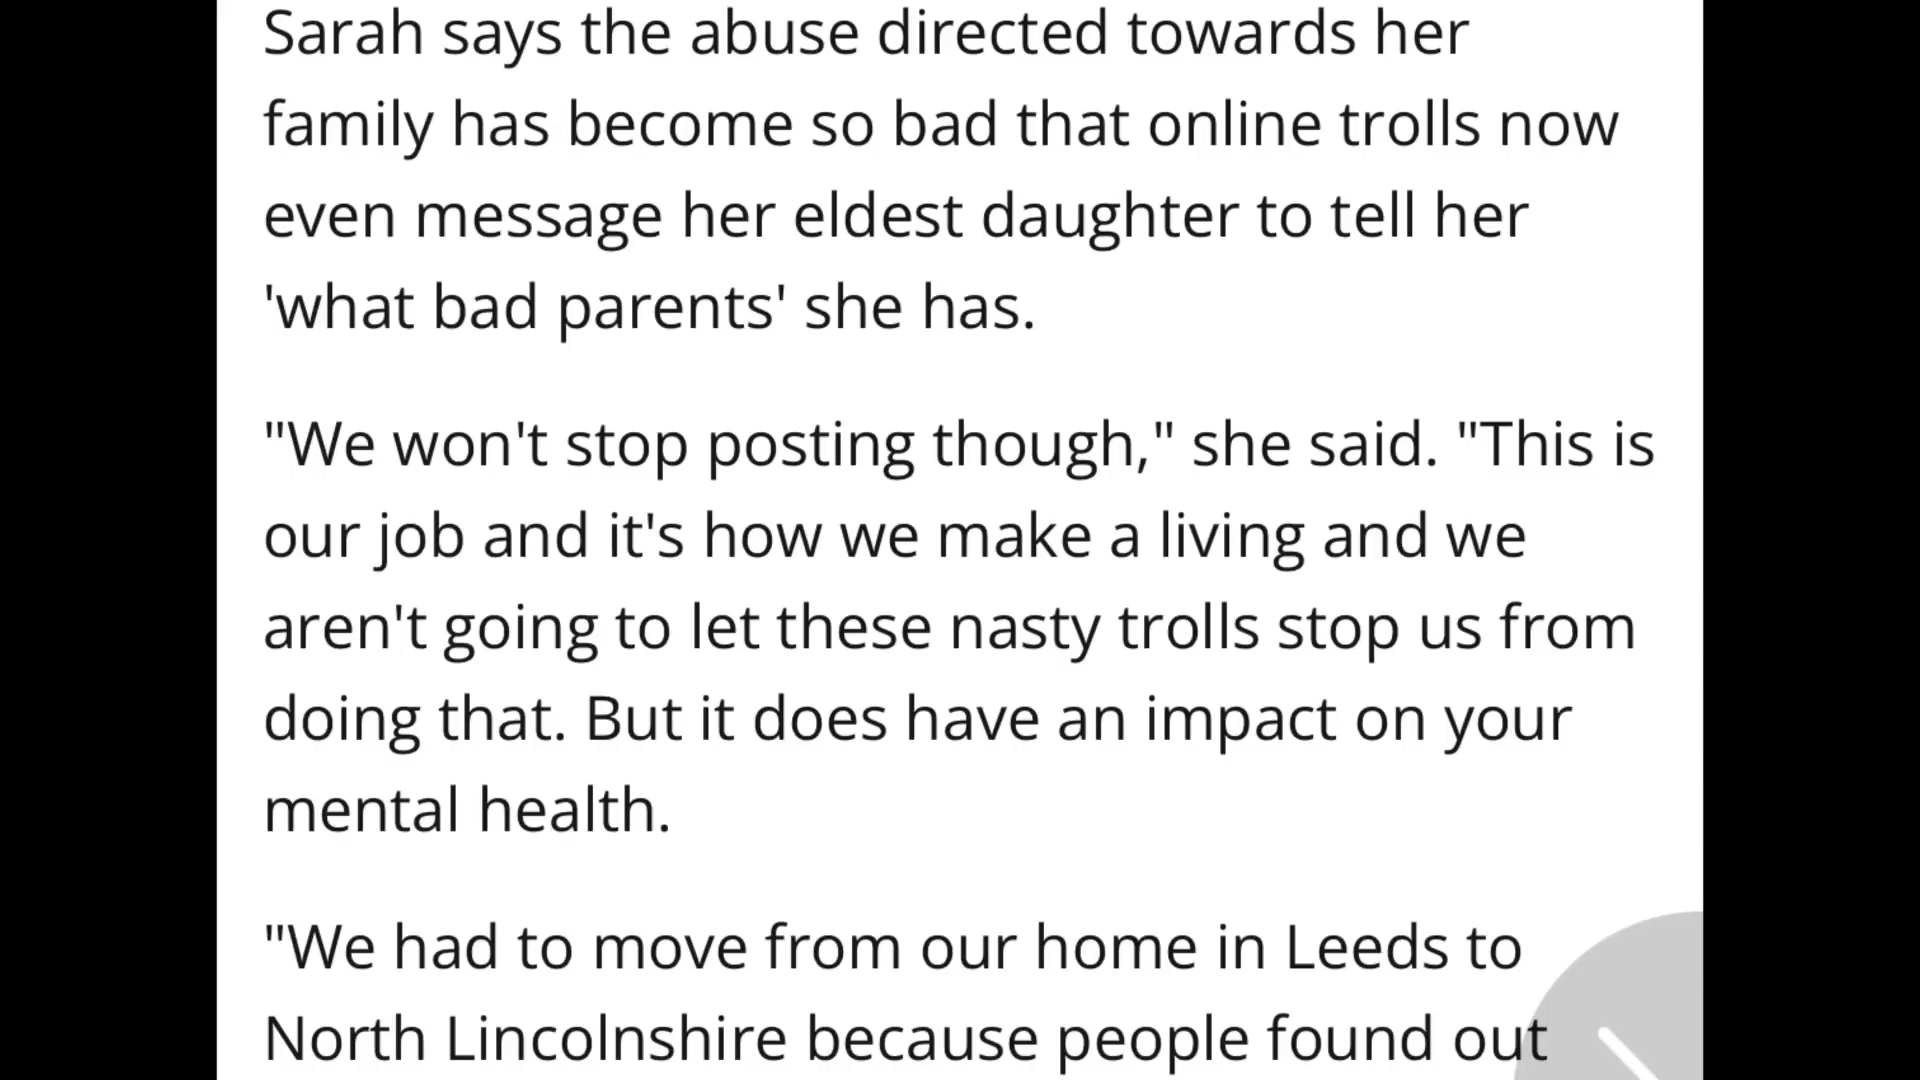 Sarah says the abuse directed towards her
family has become so bad that online trolls now
even message her eldest daughter to tell her
'what bad parents' she has.
"We won't stop posting though," she said. "This is
our job and it's how we make a living and we
aren't going to let these nasty trolls stop us from
doing that. But it does have an impact on your
mental health.
"We had to move from our home in Leeds to
North Lincolnshire because people found out